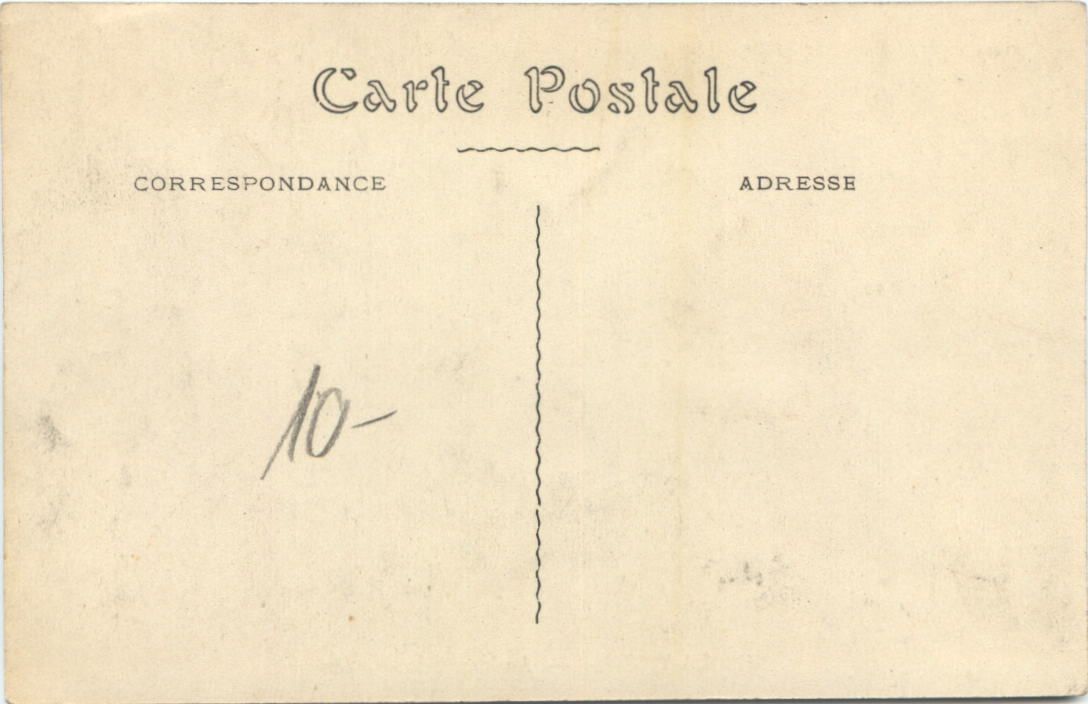 Carte Postale
CORRESPONDANCE
ADRESSE
10-